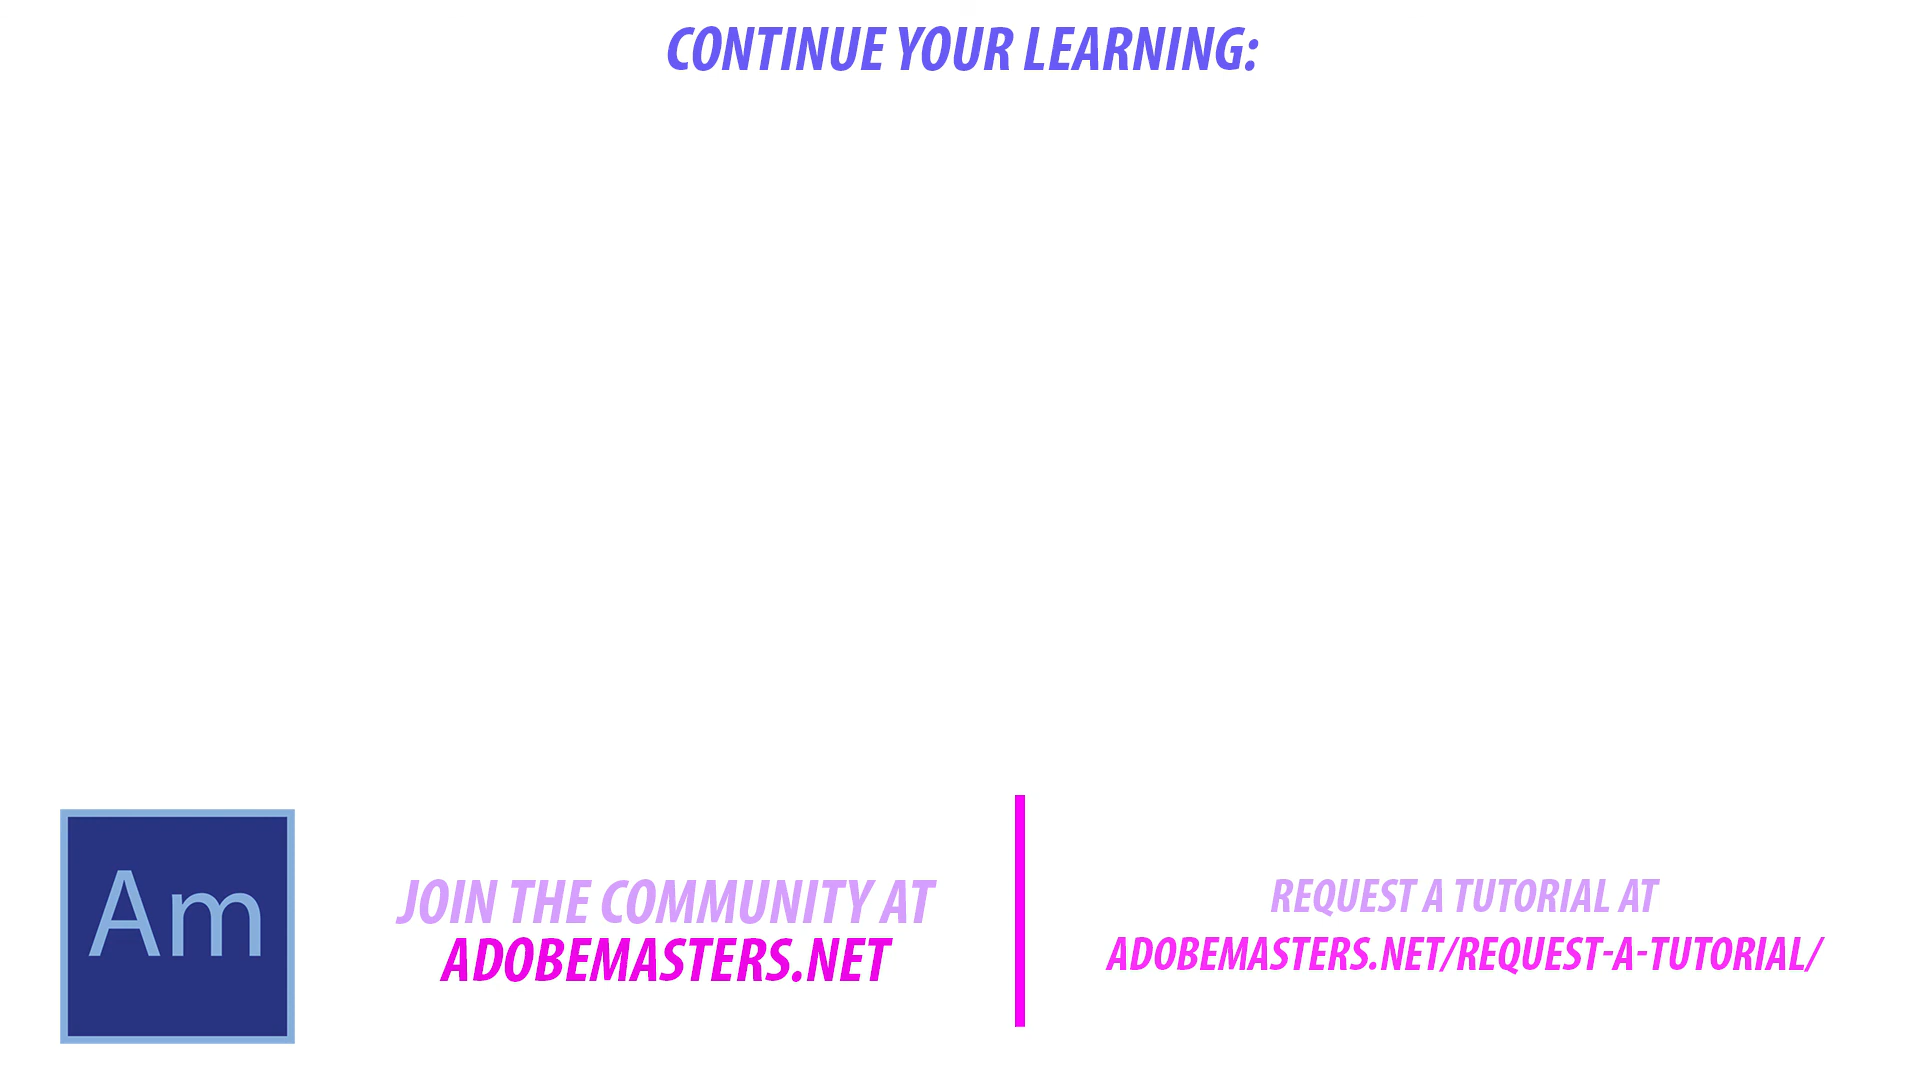 CONTINUE YOUR LEARNING:
Am
JOIN THE COMMUNITY AT
ADOBEMASTERS.NET
REQUEST A TUTORIAL AT
ADOBEMASTERS.NET/REQUEST-A-TUTORIAL/